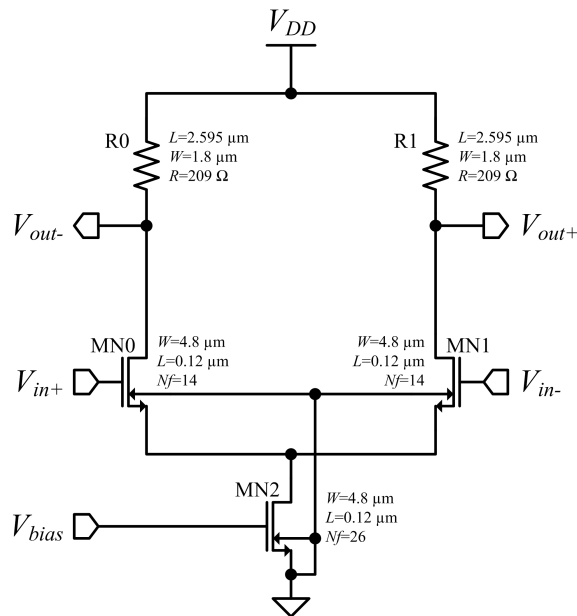 V_DD
R0
L=2.595 µm
W=1.8 µm
R=209 Ω
R1
L=2.595 µm
W=1.8 µm
R=209 Ω
V_out-
V_out+
MN0
W=4.8 µm
L=0.12 µm
Nf=14
W=4.8 µm
L=0.12 µm
Nf=14
MN1
V_in+
V_in-
MN2
W=4.8 µm
L=0.12 µm
Nf=26
V_bias